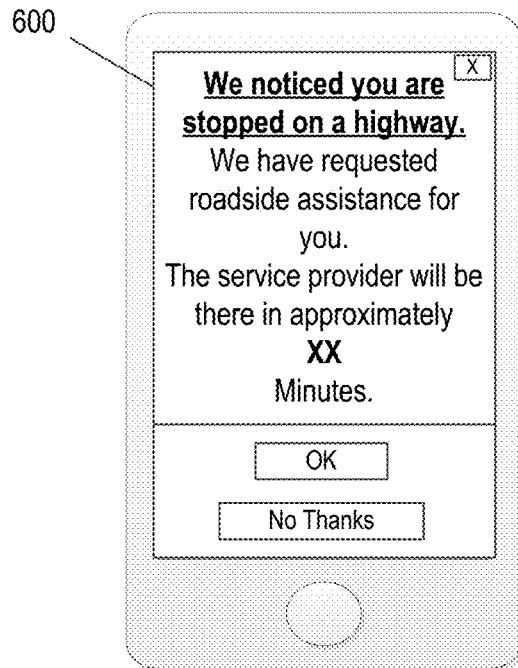 600
X
We noticed you are
stopped on a highway.
We have requested
roadside assistance for
you.
The service provider will be
there in approximately
XX
Minutes.
OK
No Thanks